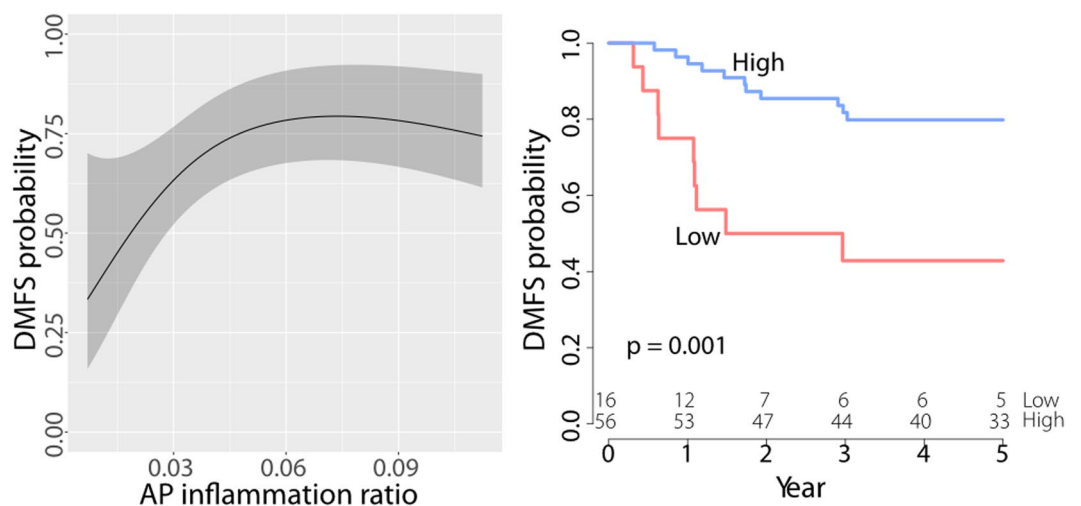 DMFS probability
1.00
0.75
0.50
0.25
0.00
0.03 0.06 0.09
AP inflammation ratio
DMFS probability
1.0
0.8
0.6
0.4
0.2
0.0
High
Low
p = 0.001
16 12 7 6 6 5 Low
56 53 47 44 40 33 High
0 1 2 3 4 5
Year